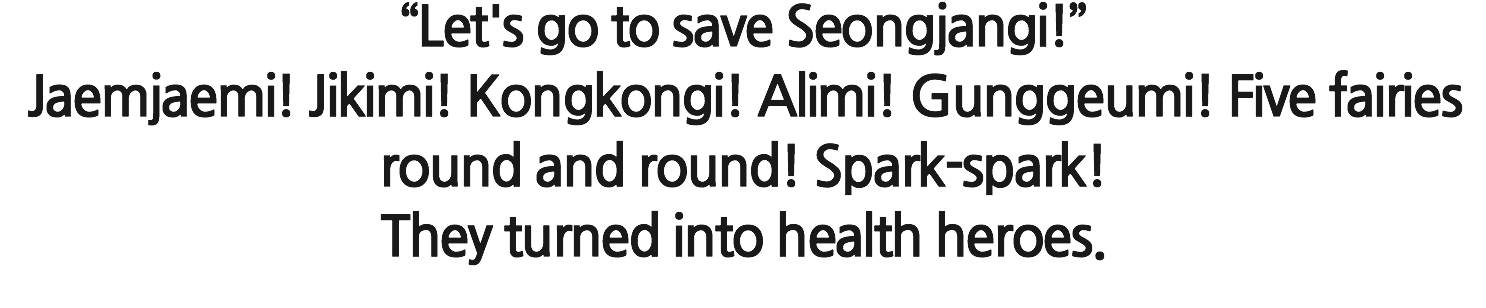 “Let's go to save Seongjangi!”
Jaemjaemi! Jikimi! Kongkongi! Alimi! Gunggeumi! Five fairies
round and round! Spark-spark!
They turned into health heroes.